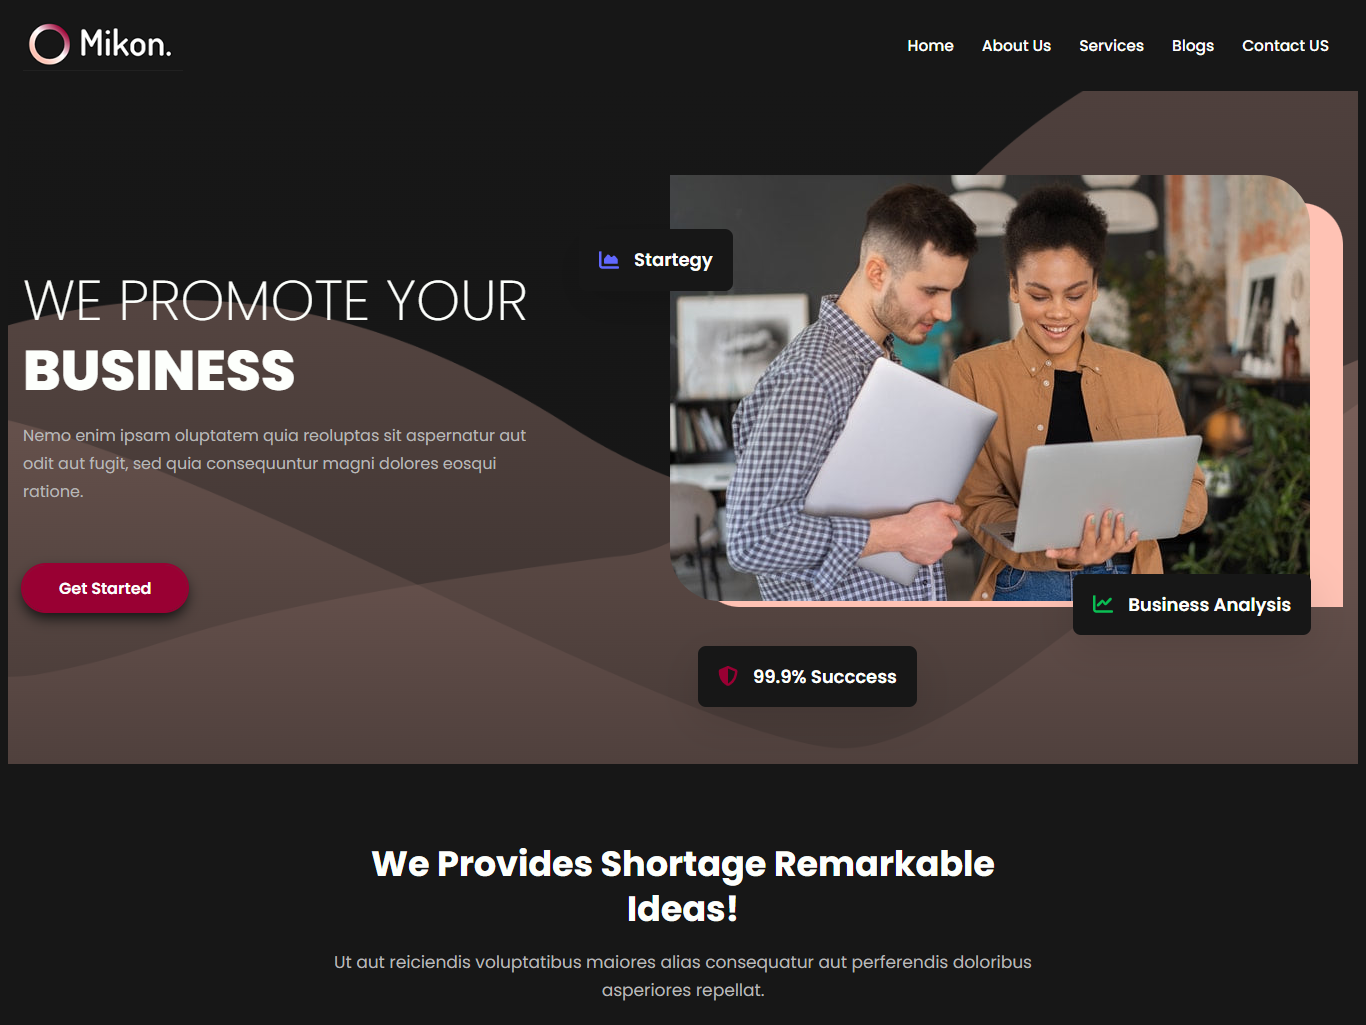 Mikon.
Home About Us Services Blogs Contact US
Startegy
WE PROMOTE YOUR
BUSINESS
Nemo enim ipsam oluptatem quia reoluptas sit aspernatur aut
odit aut fugit, sed quia consequuntur magni dolores eosqui
ratione.
Get Started
Business Analysis
99.9% Succcess
We Provides Shortage Remarkable
Ideas!
Ut aut reiciendis voluptatibus maiores alias consequatur aut perferendis doloribus
asperiores repellat.